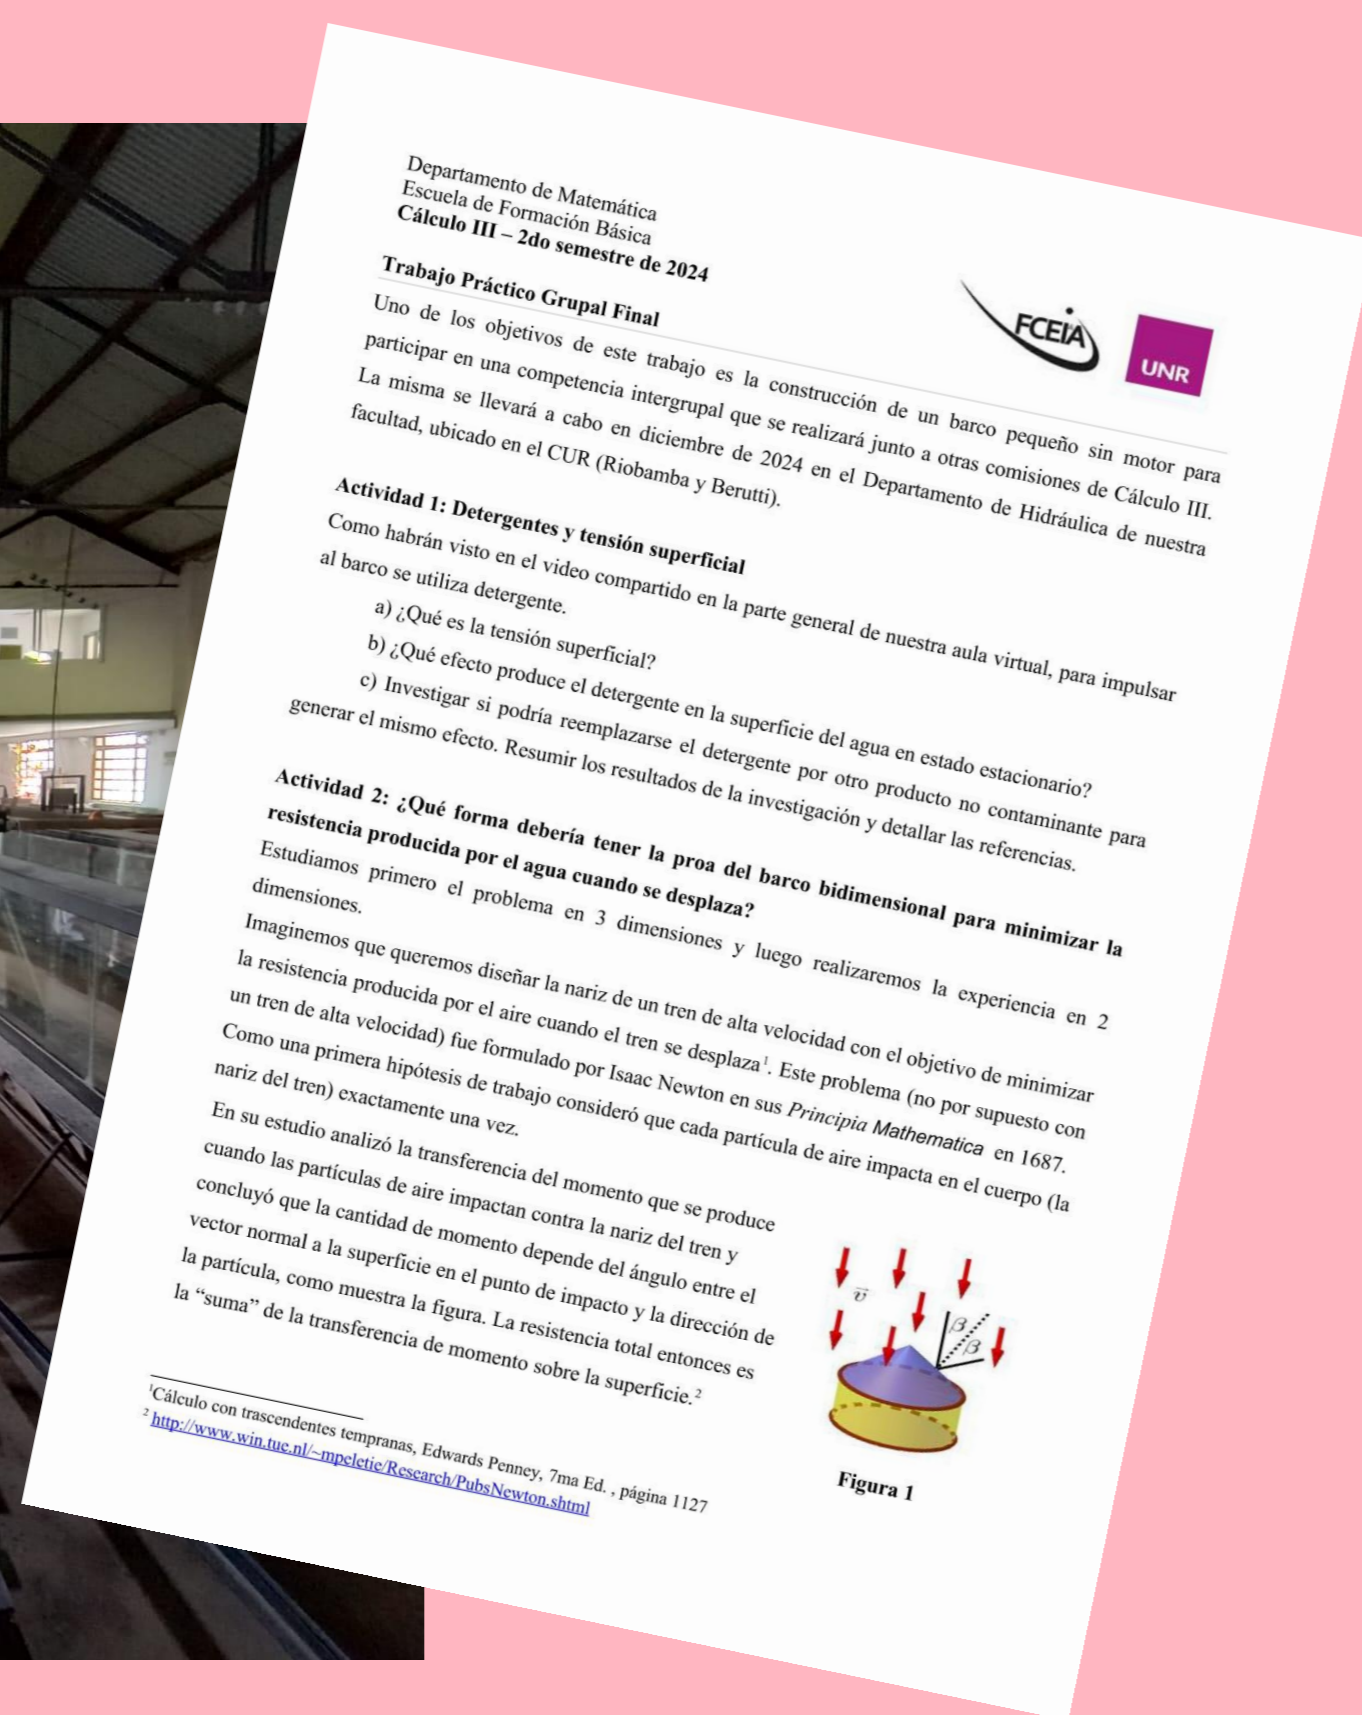 Departamento de Matemática
Escuela de Formación Básica
Cálculo III – 2do semestre de 2024
FCEIA
UNR
Trabajo Práctico Grupal Final
Uno de los objetivos de este trabajo es la construcción de un barco pequeño sin motor para
participar en una competencia intergrupal que se realizará junto a otras comisiones de Cálculo III.
La misma se llevará a cabo en diciembre de 2024 en el Departamento de Hidráulica de nuestra
facultad, ubicado en el CUR (Riobamba y Berutti).
Actividad 1: Detergentes y tensión superficial
Como habrán visto en el video compartido en la parte general de nuestra aula virtual, para impulsar
al barco se utiliza detergente.
a) ¿Qué es la tensión superficial?
b) ¿Qué efecto produce el detergente en la superficie del agua en estado estacionario?
c) Investigar si podría reemplazarse el detergente por otro producto no contaminante para
generar el mismo efecto. Resumir los resultados de la investigación y detallar las referencias.
Actividad 2: ¿Qué forma debería tener la proa del barco bidimensional para minimizar la
resistencia producida por el agua cuando se desplaza?
Estudiamos primero el problema en 3 dimensiones y luego realizaremos la experiencia en 2
dimensiones.
Imaginemos que queremos diseñar la nariz de un tren de alta velocidad con el objetivo de minimizar
la resistencia producida por el aire cuando el tren se desplaza¹. Este problema (no por supuesto con
un tren de alta velocidad) fue formulado por Isaac Newton en sus Principia Mathematica en 1687.
Como una primera hipótesis de trabajo consideró que cada partícula de aire impacta en el cuerpo (la
nariz del tren) exactamente una vez.
En su estudio analizó la transferencia del momento que se produce
cuando las partículas de aire impactan contra la nariz del tren y
concluyó que la cantidad de momento depende del ángulo entre el
vector normal a la superficie en el punto de impacto y la dirección de
la partícula, como muestra la figura. La resistencia total entonces es
la “suma” de la transferencia de momento sobre la superficie.²
v⃗
β
β
Figura 1
¹Cálculo con trascendentes tempranas, Edwards Penney, 7ma Ed. , página 1127
² http://www.win.tue.nl/~mpeletie/Research/PubsNewton.shtml